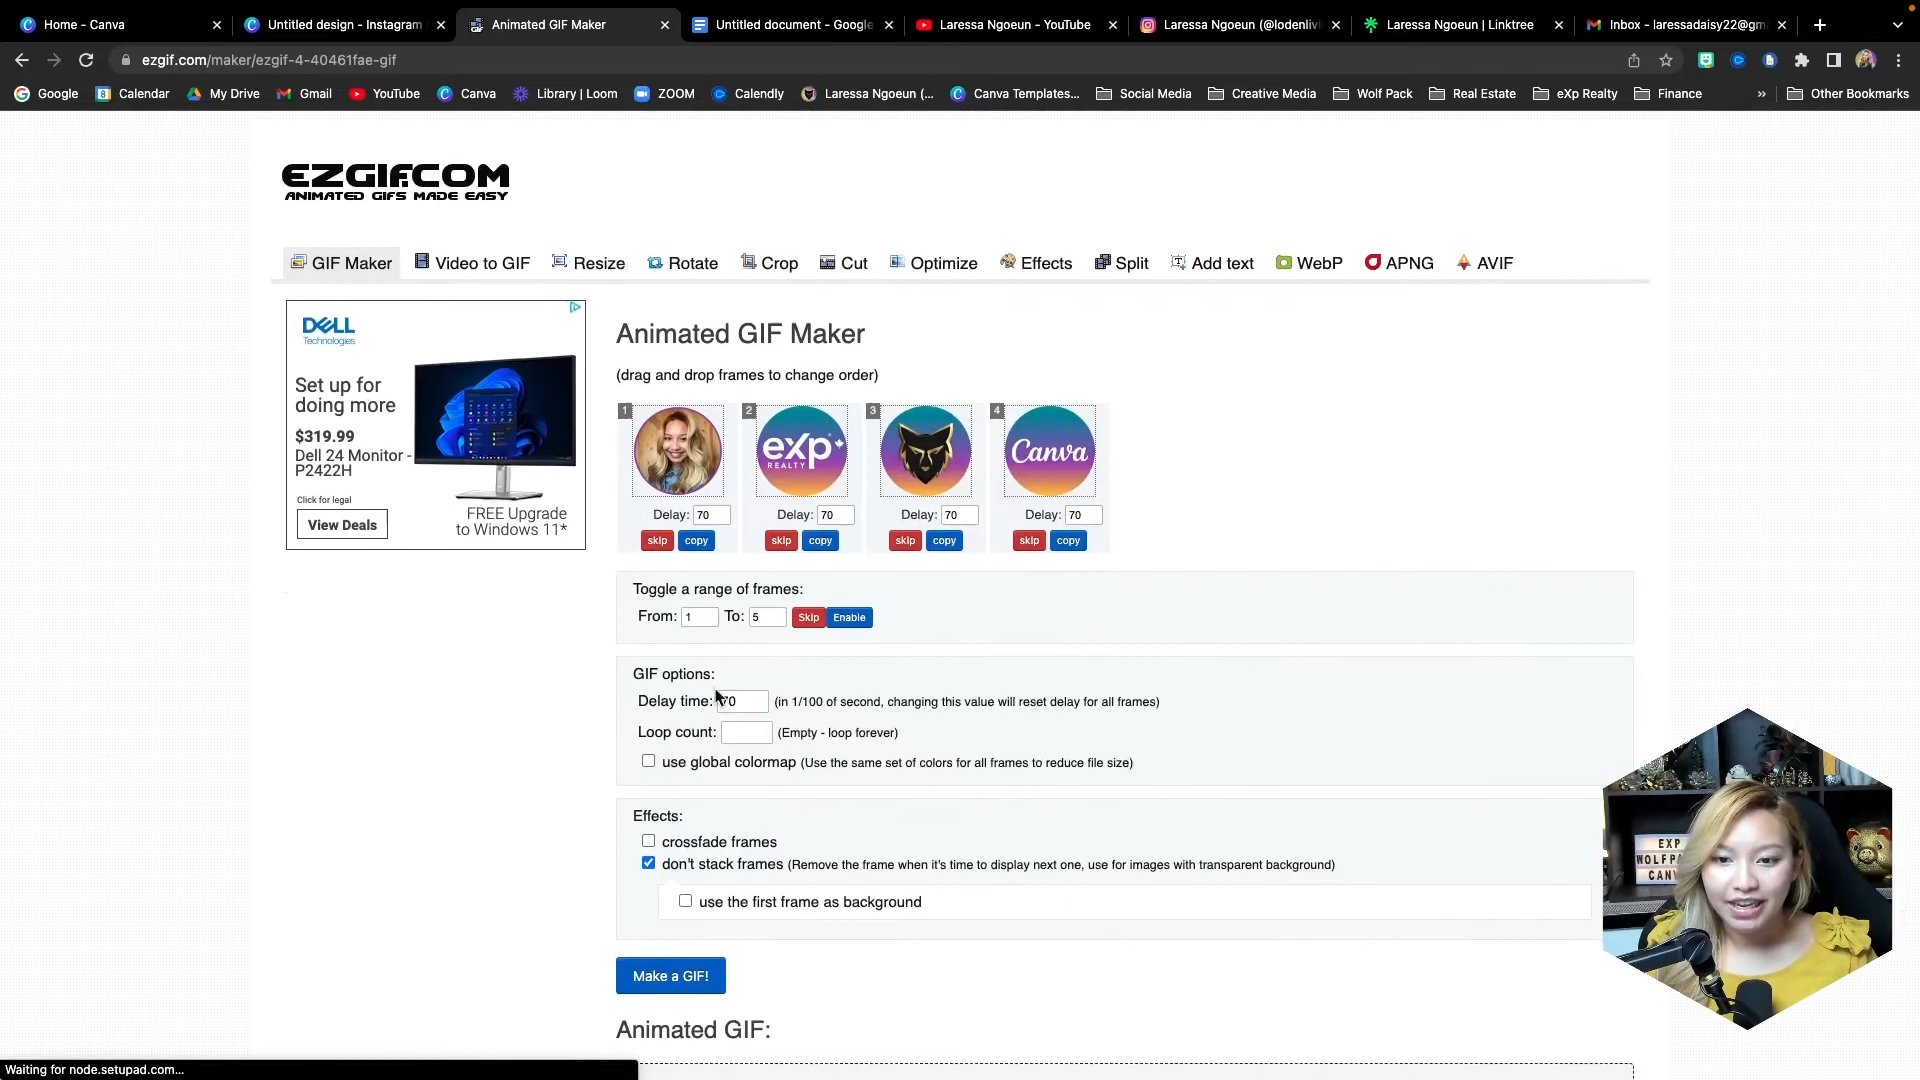 Home - Canva
Untitled design - Instagram
Animated GIF Maker
Untitled document - Google
Laressa Ngoeun - YouTube
Laressa Ngoeun (@lodenlivi
Laressa Ngoeun | Linktree
Inbox - laressadaisy22@gm
ezgif.com/maker/ezgif-4-40461fae-gif
Google
8
Calendar
My Drive
Gmail
YouTube
Canva
Library | Loom
ZOOM
Calendly
Laressa Ngoeun (...
Canva Templates...
Social Media
Creative Media
Wolf Pack
Real Estate
eXp Realty
Finance
»
Other Bookmarks
EZGIF.COM
ANIMATED GIFS MADE EASY
GIF Maker
Video to GIF
Resize
Rotate
Crop
Cut
Optimize
Effects
Split
Add text
WebP
APNG
AVIF
DELL
Technologies
Set up for
doing more
$319.99
Dell 24 Monitor -
P2422H
Click for legal
View Deals
FREE Upgrade
to Windows 11*
Animated GIF Maker
(drag and drop frames to change order)
1
2
3
4
eXp
REALTY
Canva
Delay: 70
Delay: 70
Delay: 70
Delay: 70
skip copy
skip copy
skip copy
skip copy
Toggle a range of frames:
From: 1 To: 5 Skip Enable
GIF options:
Delay time: 70 (in 1/100 of second, changing this value will reset delay for all frames)
Loop count: (Empty - loop forever)
use global colormap (Use the same set of colors for all frames to reduce file size)
Effects:
crossfade frames
don't stack frames (Remove the frame when it's time to display next one, use for images with transparent background)
use the first frame as background
Make a GIF!
Animated GIF:
EXP
WOLFPA
CANV
Waiting for node.setupad.com...